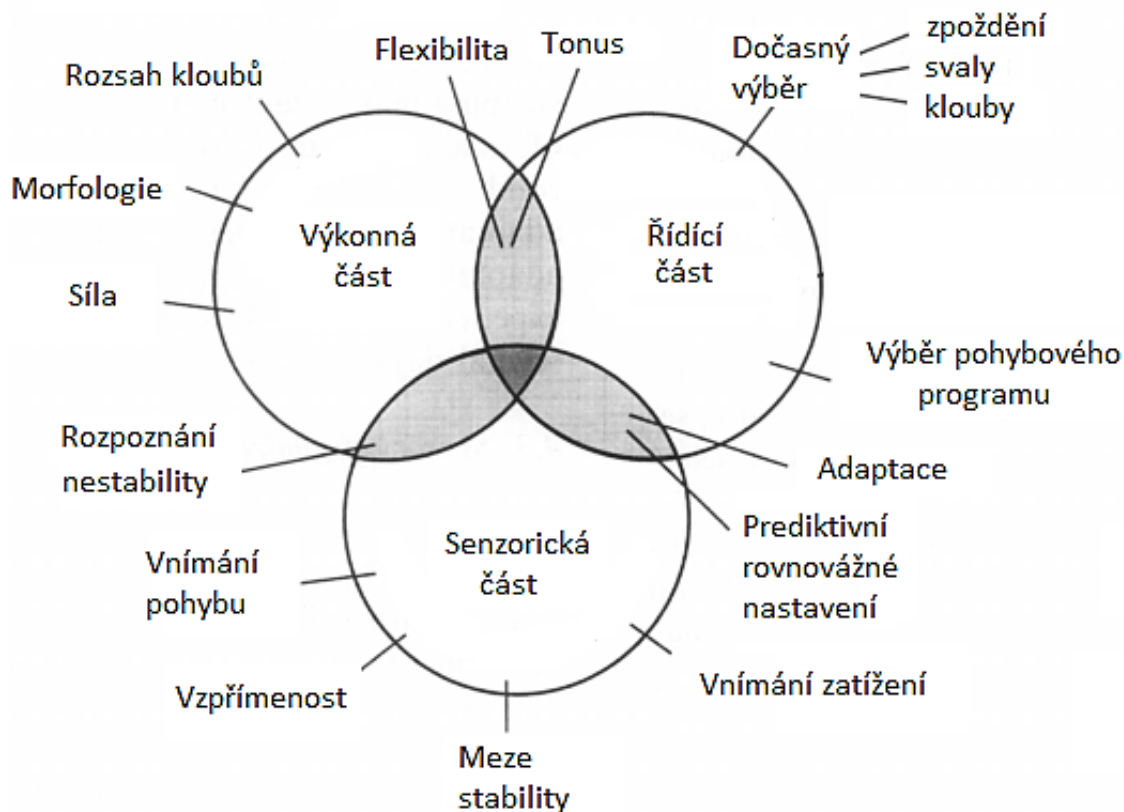 Flexibilita
Tonus
Dočasný
výběr
zpoždění
svaly
klouby
Rozsah kloubů
Morfologie
Výkonná
část
Řídící
část
Síla
Výběr pohybového
programu
Rozpoznání
nestability
Adaptace
Prediktivní
rovnovážné
nastavení
Senzorická
část
Vnímání
pohybu
Vzpřímenost
Vnímání zatížení
Meze
stability